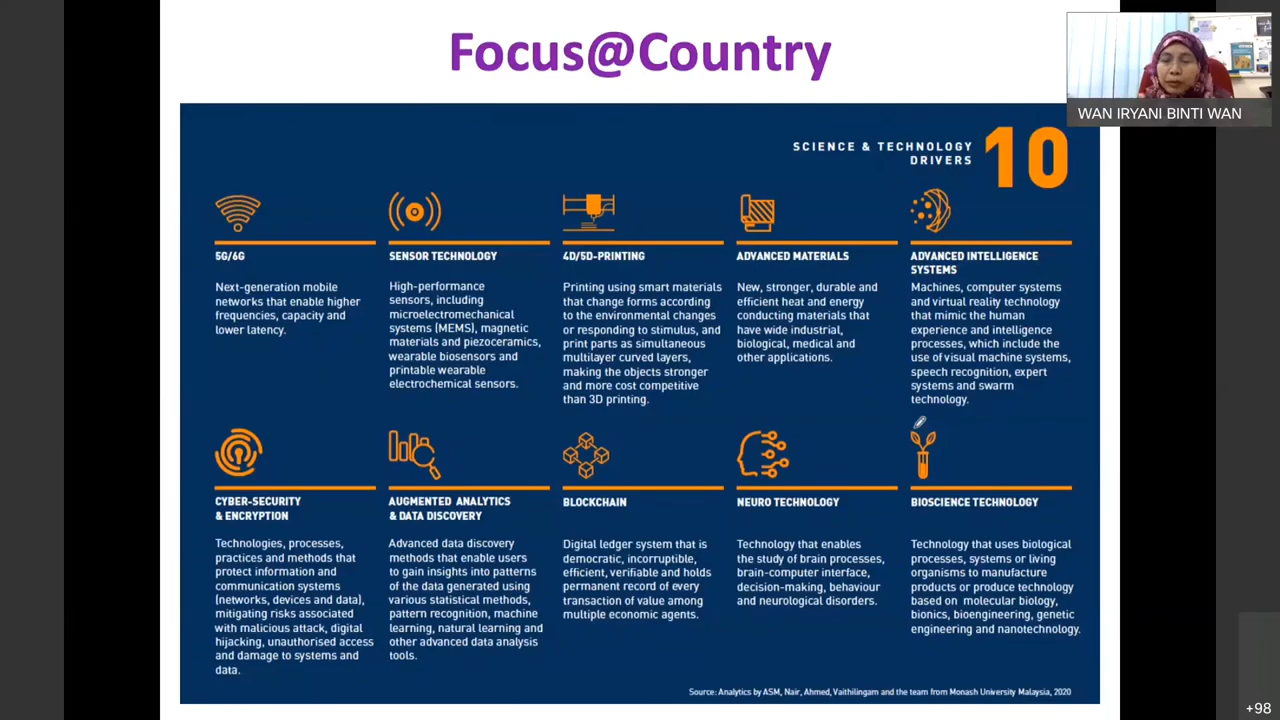 Focus@Country
WAN IRYANI BINTI WAN
SCIENCE & TECHNOLOGY
DRIVERS
10
5G/6G
Next-generation mobile
networks that enable higher
frequencies, capacity and
lower latency.
SENSOR TECHNOLOGY
High-performance
sensors, including
microelectromechanical
systems (MEMS), magnetic
materials and piezoceramics,
wearable biosensors and
printable wearable
electrochemical sensors.
4D/5D-PRINTING
Printing using smart materials
that change forms according
to the environmental changes
or responding to stimulus, and
print parts as simultaneous
multilayer curved layers,
making the objects stronger
and more cost competitive
than 3D printing.
ADVANCED MATERIALS
New, stronger, durable and
efficient heat and energy
conducting materials that
have wide industrial,
biological, medical and
other applications.
ADVANCED INTELLIGENCE
SYSTEMS
Machines, computer systems
and virtual reality technology
that mimic the human
experience and intelligence
processes, which include the
use of visual machine systems,
speech recognition, expert
systems and swarm
technology.
CYBER-SECURITY
& ENCRYPTION
Technologies, processes,
practices and methods that
protect information and
communication systems
(networks, devices and data),
mitigating risks associated
with malicious attack, digital
hijacking, unauthorised access
and damage to systems and
data.
AUGMENTED ANALYTICS
& DATA DISCOVERY
Advanced data discovery
methods that enable users
to gain insights into patterns
of the data generated using
various statistical methods,
pattern recognition, machine
learning, natural learning and
other advanced data analysis
tools.
BLOCKCHAIN
Digital ledger system that is
democratic, incorruptible,
efficient, verifiable and holds
permanent record of every
transaction of value among
multiple economic agents.
NEURO TECHNOLOGY
Technology that enables
the study of brain processes,
brain-computer interface,
decision-making, behaviour
and neurological disorders.
BIOSCIENCE TECHNOLOGY
Technology that uses biological
processes, systems or living
organisms to manufacture
products or produce technology
based on molecular biology,
bionics, bioengineering, genetic
engineering and nanotechnology.
Source: Analytics by ASM, Nair, Ahmed, Vaithilingam and the team from Monash University Malaysia, 2020
+98